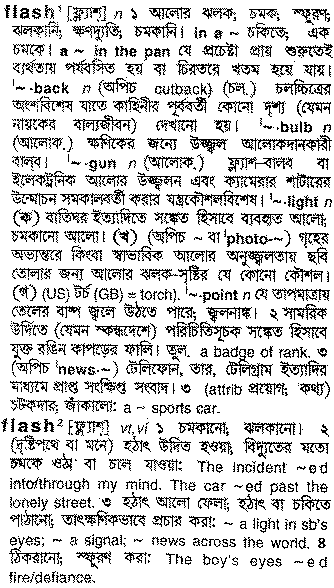 flash¹ [ফ্ল্যাশ্] n ১ আলোর ঝলক; চমক; স্ফুরণ;
ঝলকানি; ক্ষণদ্যুতি; চমকানি। in a ~ চকিতে; এক
চমকে। a ~ in the pan যে প্রচেষ্টা প্রায় শুরুতেই
ব্যর্থতায় পর্যবসিত হয় বা চিরতরে খতম হয়ে যায়।
ˈ~·back n (অপিচ cutback) (চল.) চলচ্চিত্রের
অংশবিশেষ যাতে কাহিনীর পূর্ববর্তী কোনো দৃশ্য (যেমন
নায়কের বাল্যজীবন) দেখানো হয়। ˈ~·bulb n
(আলোক.) ক্ষণিকের জন্যে উজ্জ্বল আলোকদানকারী
বাল্‌ব। ˈ~·gun n (আলোক.) ফ্ল্যাশ-বালব বা
ইলেকট্রনিক আলোর উজ্জ্বলন এবং ক্যামেরার শাটারের
উন্মোচন সমকালবর্তী করার যন্ত্রকৌশলবিশেষ। ˈ~·light n
(ক) বাতিঘর ইত্যাদিতে সঙ্কেত হিসাবে ব্যবহৃত আলো;
চমকানো আলো। (খ) (অপিচ ~ বা ˈphoto·~) গৃহের
অভ্যন্তরে কিংবা স্বাভাবিক আলোর অনুজ্জ্বলতায় ছবি
তোলার জন্য আলোর ঝলক-সৃষ্টির যে কোনো কৌশল।
(গ) (US) টর্চ (GB) = torch). ˈ~·point n যে তাপমাত্রায়
তেলের বাষ্প জ্বলে উঠতে পারে; জ্বলনাঙ্ক। ২ সামরিক
উর্দিতে (যেমন স্কন্ধদেশে) পরিচিতিসূচক সঙ্কেত হিসাবে
যুক্ত রঙিন কাপড়ের ফালি। তুল. a badge of rank. ৩
(অপিচ ˈnews·~) টেলিফোন, তার, টেলিগ্রাম ইত্যাদির
মাধ্যমে প্রাপ্ত সংক্ষিপ্ত সংবাদ। ৩ (attrib প্রয়োগ; কথ্য)
চটকদার; জাঁকালো: a ~ sports car.
flash² [ফ্ল্যাশ্] vt,vi ১ চমকানো; ঝলকানো। ২
(দৃষ্টিপথে বা মনে) হঠাৎ উদিত হওয়া; বিদ্যুতের মতো
চমকে ওঠা বা চলে যাওয়া: The incident ~ed
into/through my mind. The car ~ed past the
lonely street. ৩ হঠাৎ আলো ফেলা; হঠাৎ বা চকিতে
পাঠানো; তাৎক্ষণিকভাবে প্রচার করা: ~ a light in sb's
eyes; ~ a signal; ~ news across the world. ৪
ঠিকরানো; স্ফুরণ করা: The boy's eyes ~ed
fire/defiance.